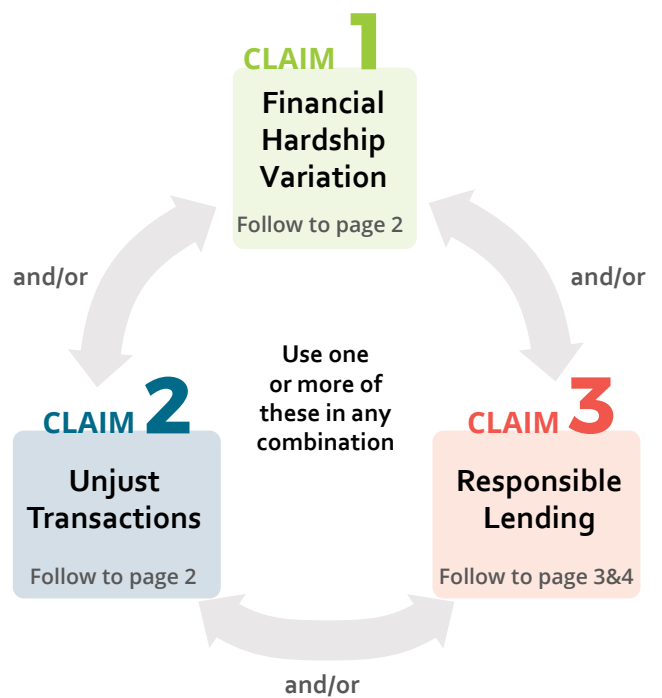 CLAIM 1
Financial
Hardship
Variation
Follow to page 2
and/or
and/or
Use one
or more of
these in any
combination
CLAIM 2
Unjust
Transactions
Follow to page 2
CLAIM 3
Responsible
Lending
Follow to page 3&4
and/or